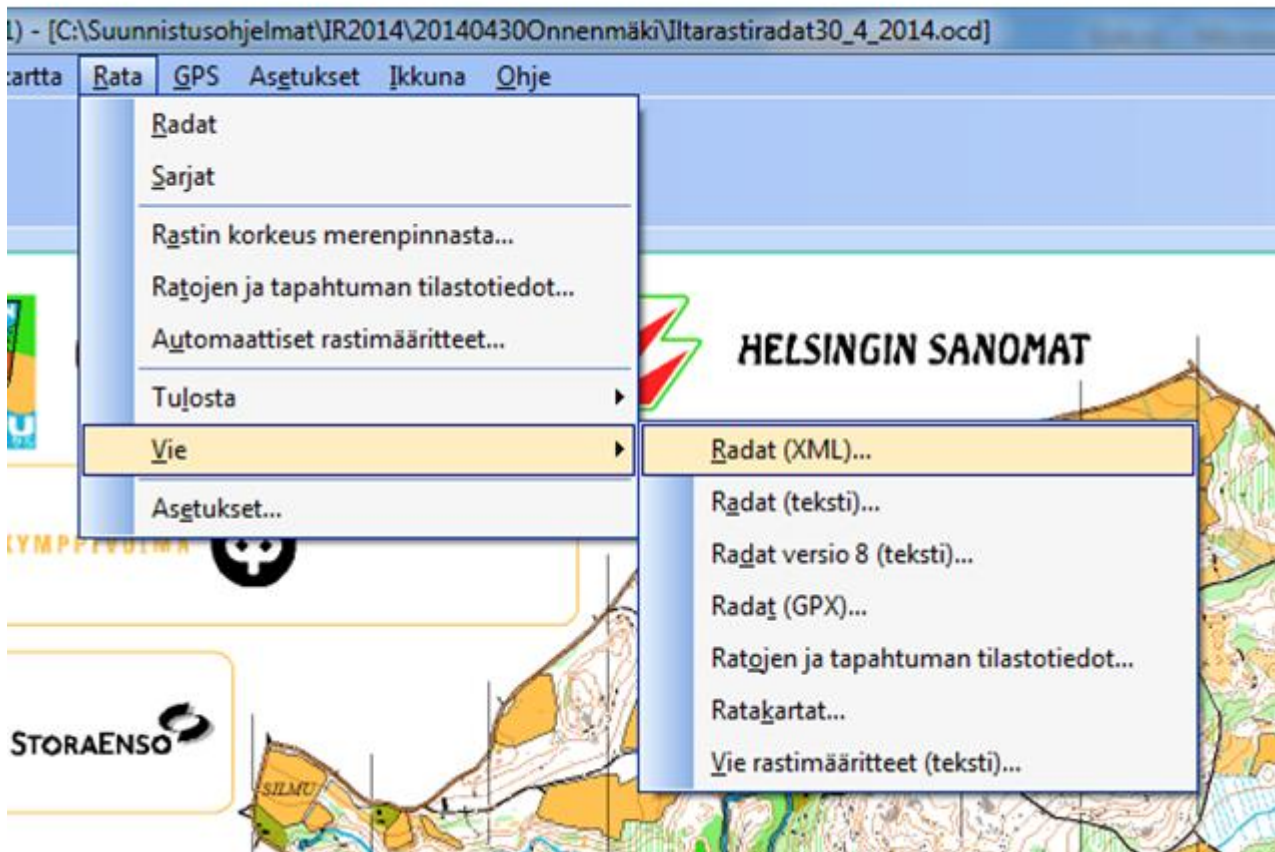 1) - [C:\Suunnistusohjelmat\IR2014\20140430Onnenmäki\Iltarastiradat30_4_2014.ocd]
kartta Rata GPS Asetukset Ikkuna Ohje
Radat
Sarjat
Rastin korkeus merenpinnasta...
Ratojen ja tapahtuman tilastotiedot...
Automaattiset rastimääritteet...
Tulosta
Vie
Asetukset...
HELSINGIN SANOMAT
Radat (XML)...
Radat (teksti)...
Radat versio 8 (teksti)...
Radat (GPX)...
Ratojen ja tapahtuman tilastotiedot...
Ratakartat...
Vie rastimääritteet (teksti)...
STORAENSO
SILMU